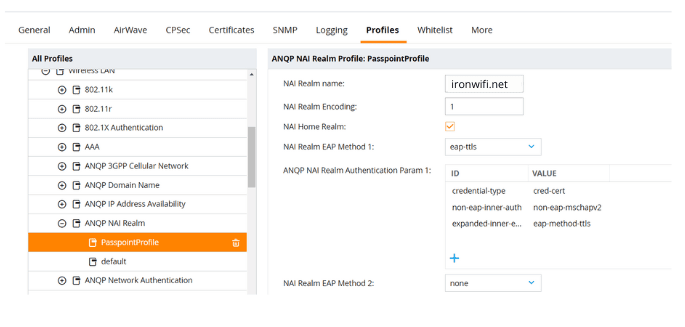 General Admin AirWave CPSec Certificates SNMP Logging Profiles Whitelist More
All Profiles
Wireless LAN
802.11k
802.11r
802.1X Authentication
AAA
ANQP 3GPP Cellular Network
ANQP Domain Name
ANQP IP Address Availability
ANQP NAI Realm
PasspointProfile
default
ANQP Network Authentication
ANQP NAI Realm Profile: PasspointProfile
NAI Realm name: ironwifi.net
NAI Realm Encoding: 1
NAI Home Realm:
NAI Realm EAP Method 1: eap-ttls
ANQP NAI Realm Authentication Param 1:
ID VALUE
credential-type cred-cert
non-eap-inner-auth non-eap-mschapv2
expanded-inner-e... eap-method-ttls
NAI Realm EAP Method 2: none